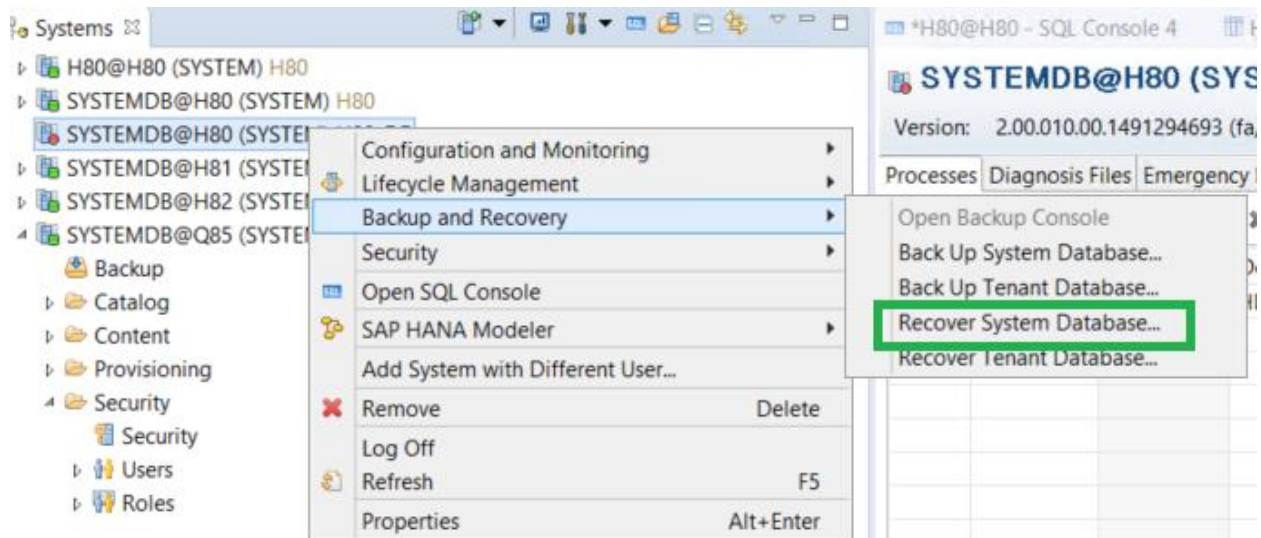 Systems
H80@H80 (SYSTEM) H80
SYSTEMDB@H80 (SYSTEM) H80
SYSTEMDB@H80 (SYSTE
SYSTEMDB@H81 (SYSTE
SYSTEMDB@H82 (SYSTE
SYSTEMDB@Q85 (SYSTE
Backup
Catalog
Content
Provisioning
Security
Security
Users
Roles
Configuration and Monitoring
Lifecycle Management
Backup and Recovery
Security
Open SQL Console
SAP HANA Modeler
Add System with Different User...
Remove Delete
Log Off
Refresh F5
Properties Alt+Enter
Open Backup Console
Back Up System Database...
Back Up Tenant Database...
Recover System Database...
Recover Tenant Database...
*H80@H80 - SQL Console 4
SYSTEMDB@H80 (SYS
Version: 2.00.010.00.1491294693 (fa/
Processes Diagnosis Files Emergency